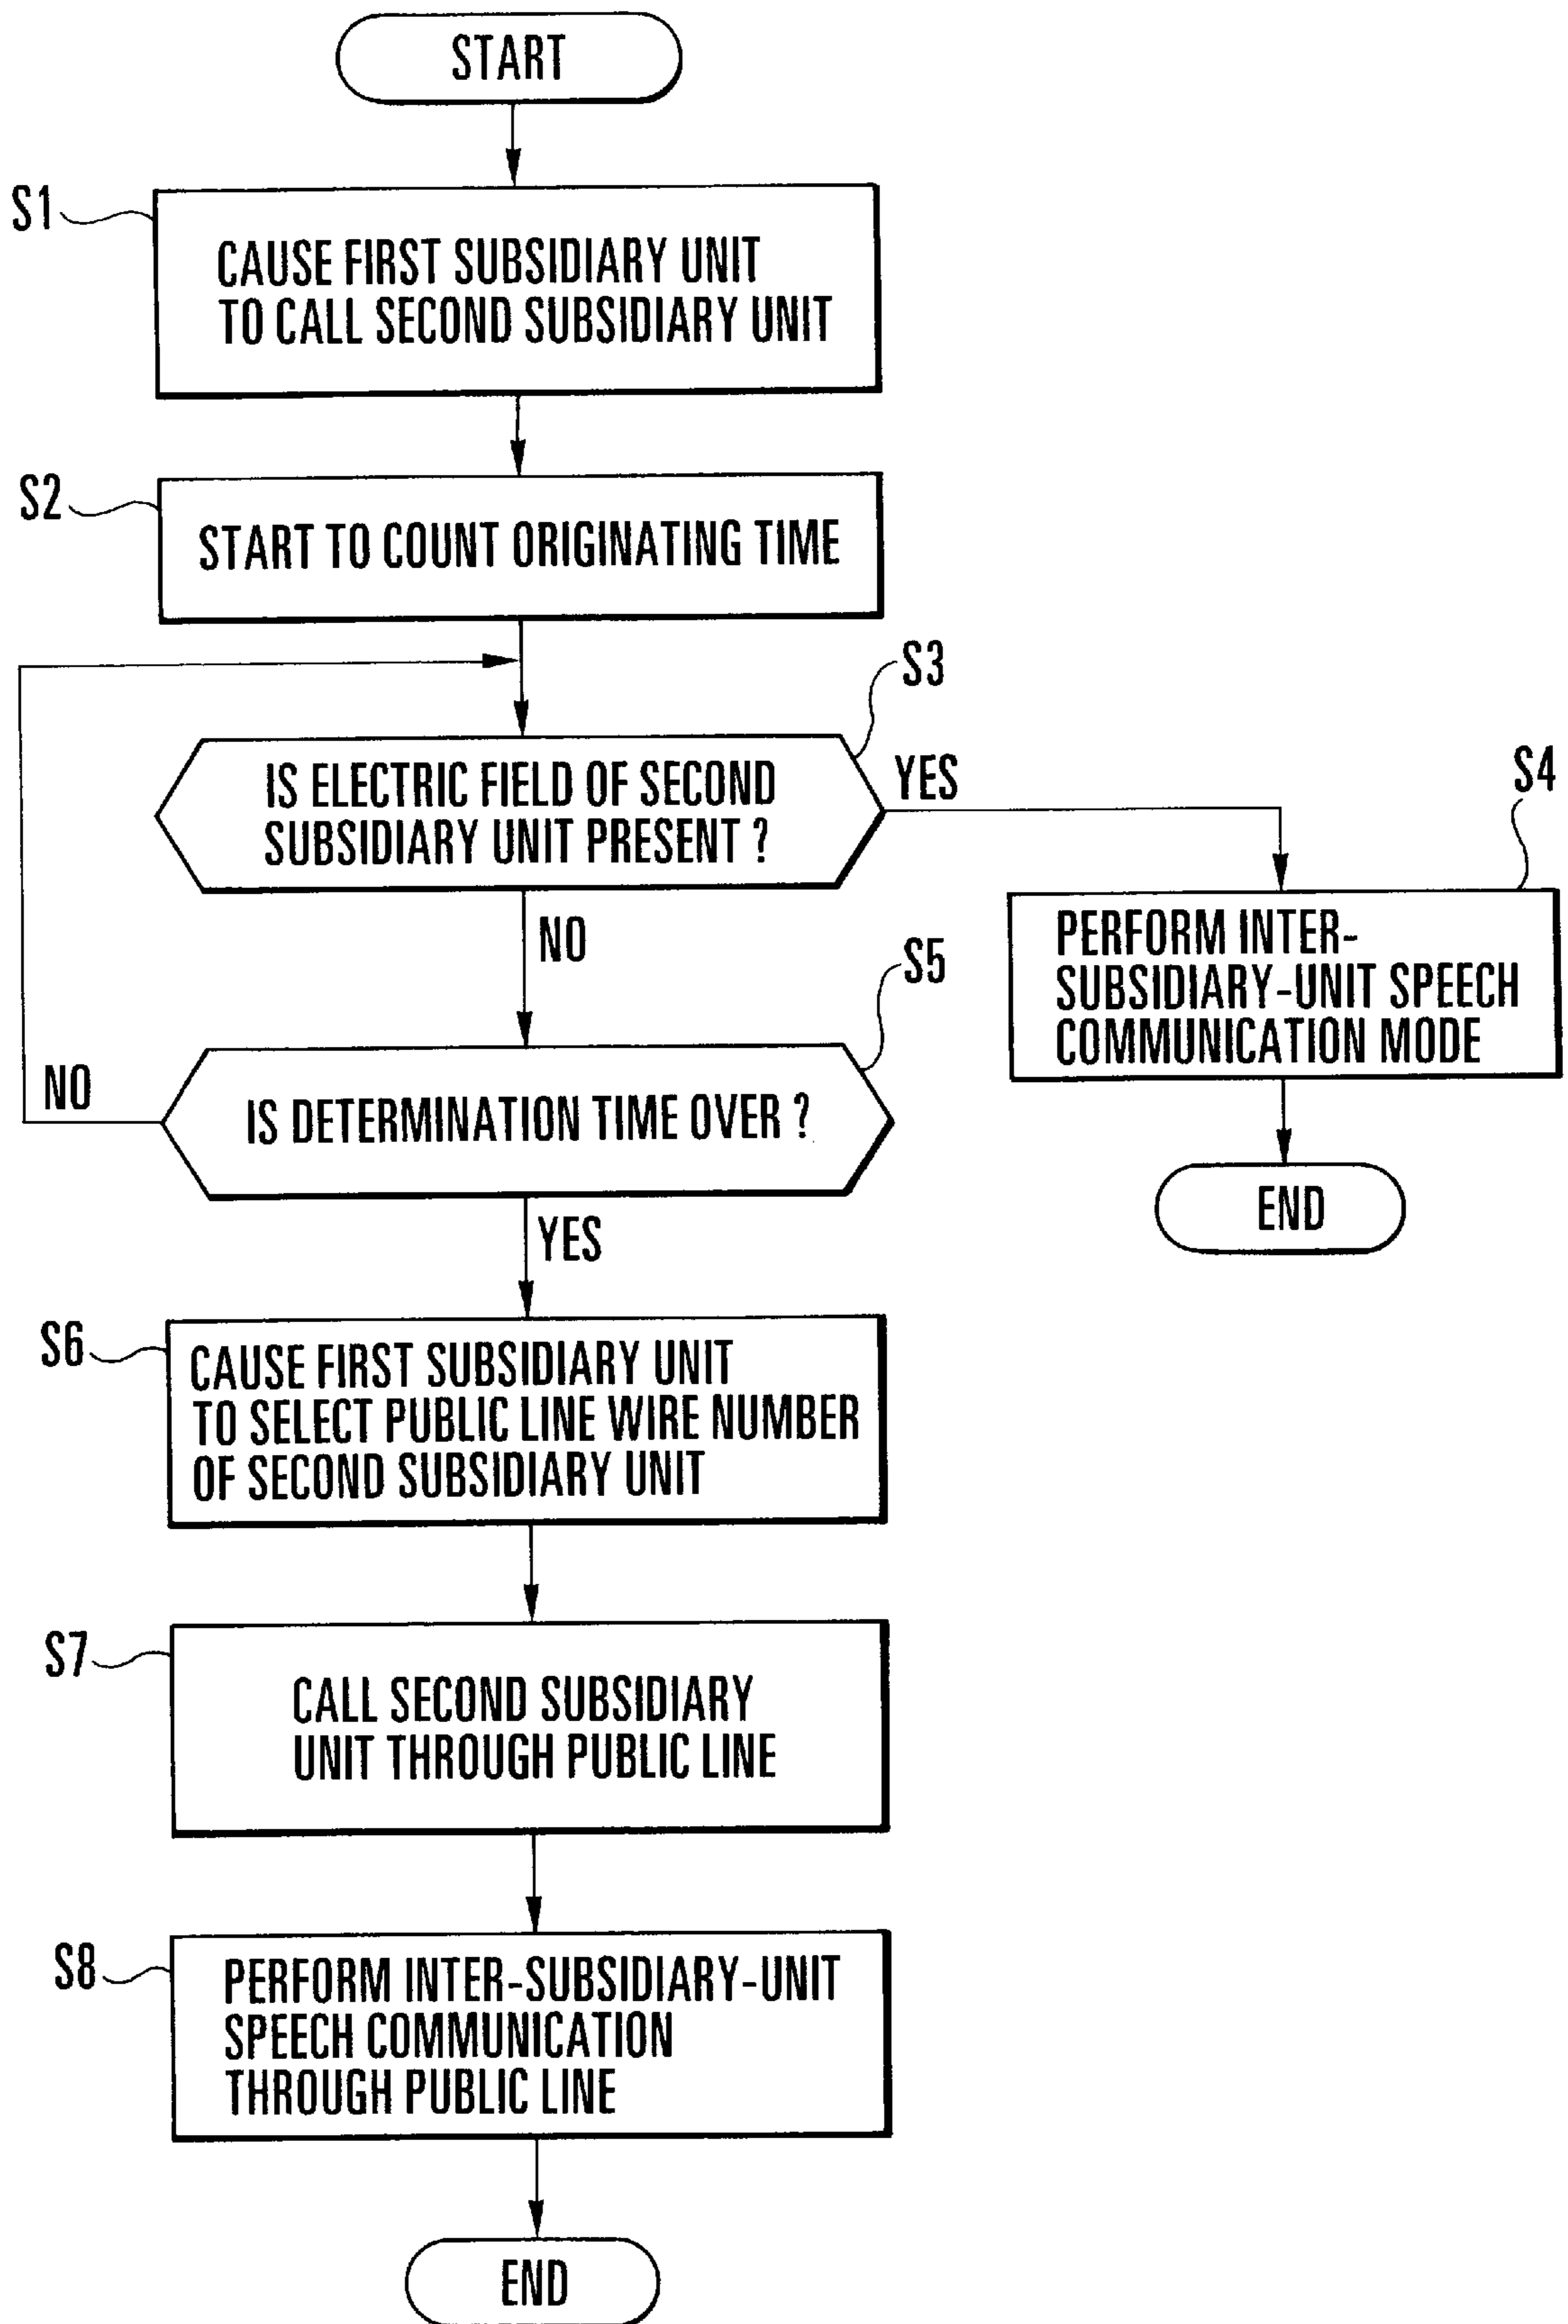 START
S1
CAUSE FIRST SUBSIDIARY UNIT
TO CALL SECOND SUBSIDIARY UNIT
S2
START TO COUNT ORIGINATING TIME
S3
IS ELECTRIC FIELD OF SECOND
SUBSIDIARY UNIT PRESENT ?
YES
S4
PERFORM INTER-
SUBSIDIARY-UNIT SPEECH
COMMUNICATION MODE
END
NO
S5
IS DETERMINATION TIME OVER ?
NO
YES
S6
CAUSE FIRST SUBSIDIARY UNIT
TO SELECT PUBLIC LINE WIRE NUMBER
OF SECOND SUBSIDIARY UNIT
S7
CALL SECOND SUBSIDIARY
UNIT THROUGH PUBLIC LINE
S8
PERFORM INTER-SUBSIDIARY-UNIT
SPEECH COMMUNICATION
THROUGH PUBLIC LINE
END